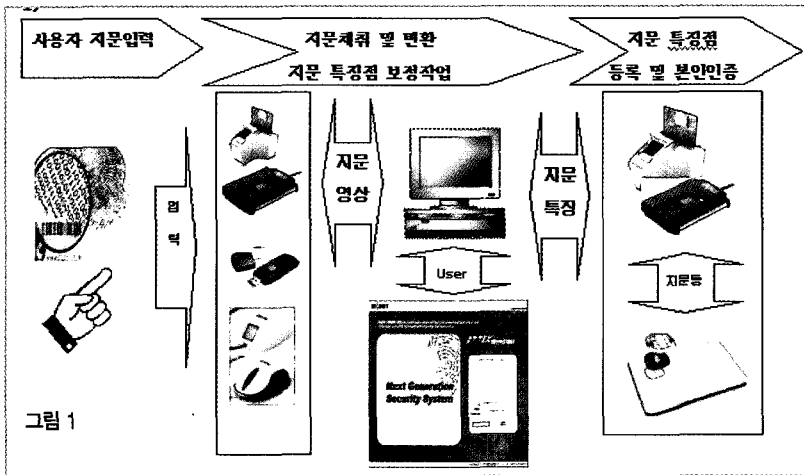 사용자 지문입력
지문채취 및 변환
지문 특징점 보정작업
지문 특징점
등록 및 본인인증
입
력
지문
영상
User
지문
특징
지문등
Next Generation
Security System
그림 1